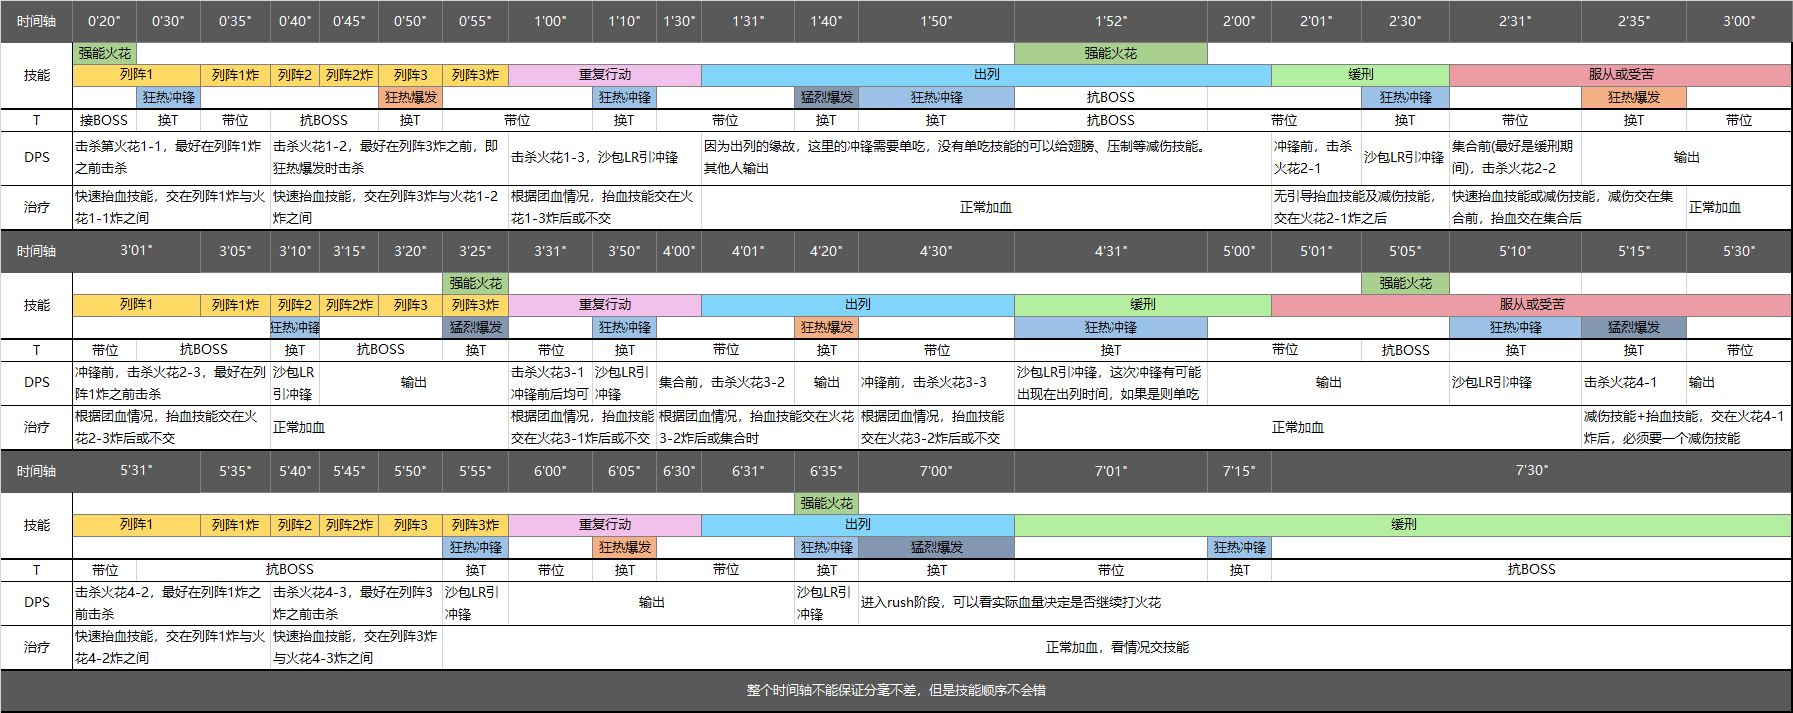 时间轴 0'20" 0'30" 0'35" 0'40" 0'45" 0'50" 0'55" 1'00" 1'10" 1'30" 1'31" 1'40" 1'50" 1'52" 2'00" 2'01" 2'30" 2'31" 2'35" 3'00"
强能火花 强能火花
技能 列阵1 列阵1炸 列阵2 列阵2炸 列阵3 列阵3炸 重复行动 出列 缓刑 服从或受苦
狂热冲锋 狂热爆发 狂热冲锋 猛烈爆发 狂热冲锋 抗BOSS 狂热冲锋 狂热爆发
T 接BOSS 换T 带位 抗BOSS 换T 带位 换T 带位 换T 换T 抗BOSS 带位 换T 带位 换T 带位
DPS
击杀第火花1-1，最好在列阵1炸
之前击杀
击杀火花1-2，最好在列阵3炸之前，即
狂热爆发时击杀
击杀火花1-3，沙包LR引冲锋
因为出列的缘故，这里的冲锋需要单吃，没有单吃技能的可以给翅膀、压制等减伤技能。
其他人输出
冲锋前，击杀
火花2-1
沙包LR引冲锋
集合前(最好是缓刑期
间)，击杀火花2-2
输出
治疗
快速抬血技能，交在列阵1炸与火
花1-1炸之间
快速抬血技能，交在列阵3炸与火花1-2
炸之间
根据团血情况，抬血技能交在火
花1-3炸后或不交
正常加血
无引导抬血技能及减伤技能，
交在火花2-1炸之后
快速抬血技能或减伤技能，减伤交在集
合前，抬血交在集合后
正常加血
时间轴 3'01" 3'05" 3'10" 3'15" 3'20" 3'25" 3'31" 3'50" 4'00" 4'01" 4'20" 4'30" 4'31" 5'00" 5'01" 5'05" 5'10" 5'15" 5'30"
强能火花 强能火花
技能 列阵1 列阵1炸 列阵2 列阵2炸 列阵3 列阵3炸 重复行动 出列 缓刑 服从或受苦
狂热冲锋 猛烈爆发 狂热冲锋 狂热爆发 狂热冲锋 狂热冲锋 猛烈爆发
T 带位 抗BOSS 换T 抗BOSS 换T 带位 换T 带位 换T 带位 换T 带位 抗BOSS 换T 换T 带位
DPS
冲锋前，击杀火花2-3，最好在列
阵1炸之前击杀
沙包LR
引冲锋
输出
击杀火花3-1
冲锋前后均可
沙包LR引
冲锋
集合前，击杀火花3-2
输出
冲锋前，击杀火花3-3
沙包LR引冲锋，这次冲锋有可能
出现在出列时间，如果是则单吃
输出
沙包LR引冲锋
击杀火花4-1
输出
治疗
根据团血情况，抬血技能交在火
花2-3炸后或不交
正常加血
根据团血情况，抬血技能
交在火花3-1炸后或不交
根据团血情况，抬血技能交在火花
3-2炸后或集合时
根据团血情况，抬血技能
交在火花3-2炸后或不交
正常加血
减伤技能+抬血技能，交在火花4-1
炸后，必须要一个减伤技能
时间轴 5'31" 5'35" 5'40" 5'45" 5'50" 5'55" 6'00" 6'05" 6'30" 6'31" 6'35" 7'00" 7'01" 7'15" 7'30"
强能火花
技能 列阵1 列阵1炸 列阵2 列阵2炸 列阵3 列阵3炸 重复行动 出列 缓刑
狂热冲锋 狂热爆发 狂热冲锋 猛烈爆发 狂热冲锋
T 带位 抗BOSS 换T 带位 换T 带位 换T 换T 带位 换T 抗BOSS
DPS
击杀火花4-2，最好在列阵1炸之
前击杀
击杀火花4-3，最好在列阵3
炸之前击杀
沙包LR引
冲锋
输出
沙包LR引
冲锋
进入rush阶段，可以看实际血量决定是否继续打火花
治疗
快速抬血技能，交在列阵1炸与火
花4-2炸之间
快速抬血技能，交在列阵3炸
与火花4-3炸之间
正常加血，看情况交技能
整个时间轴不能保证分毫不差，但是技能顺序不会错